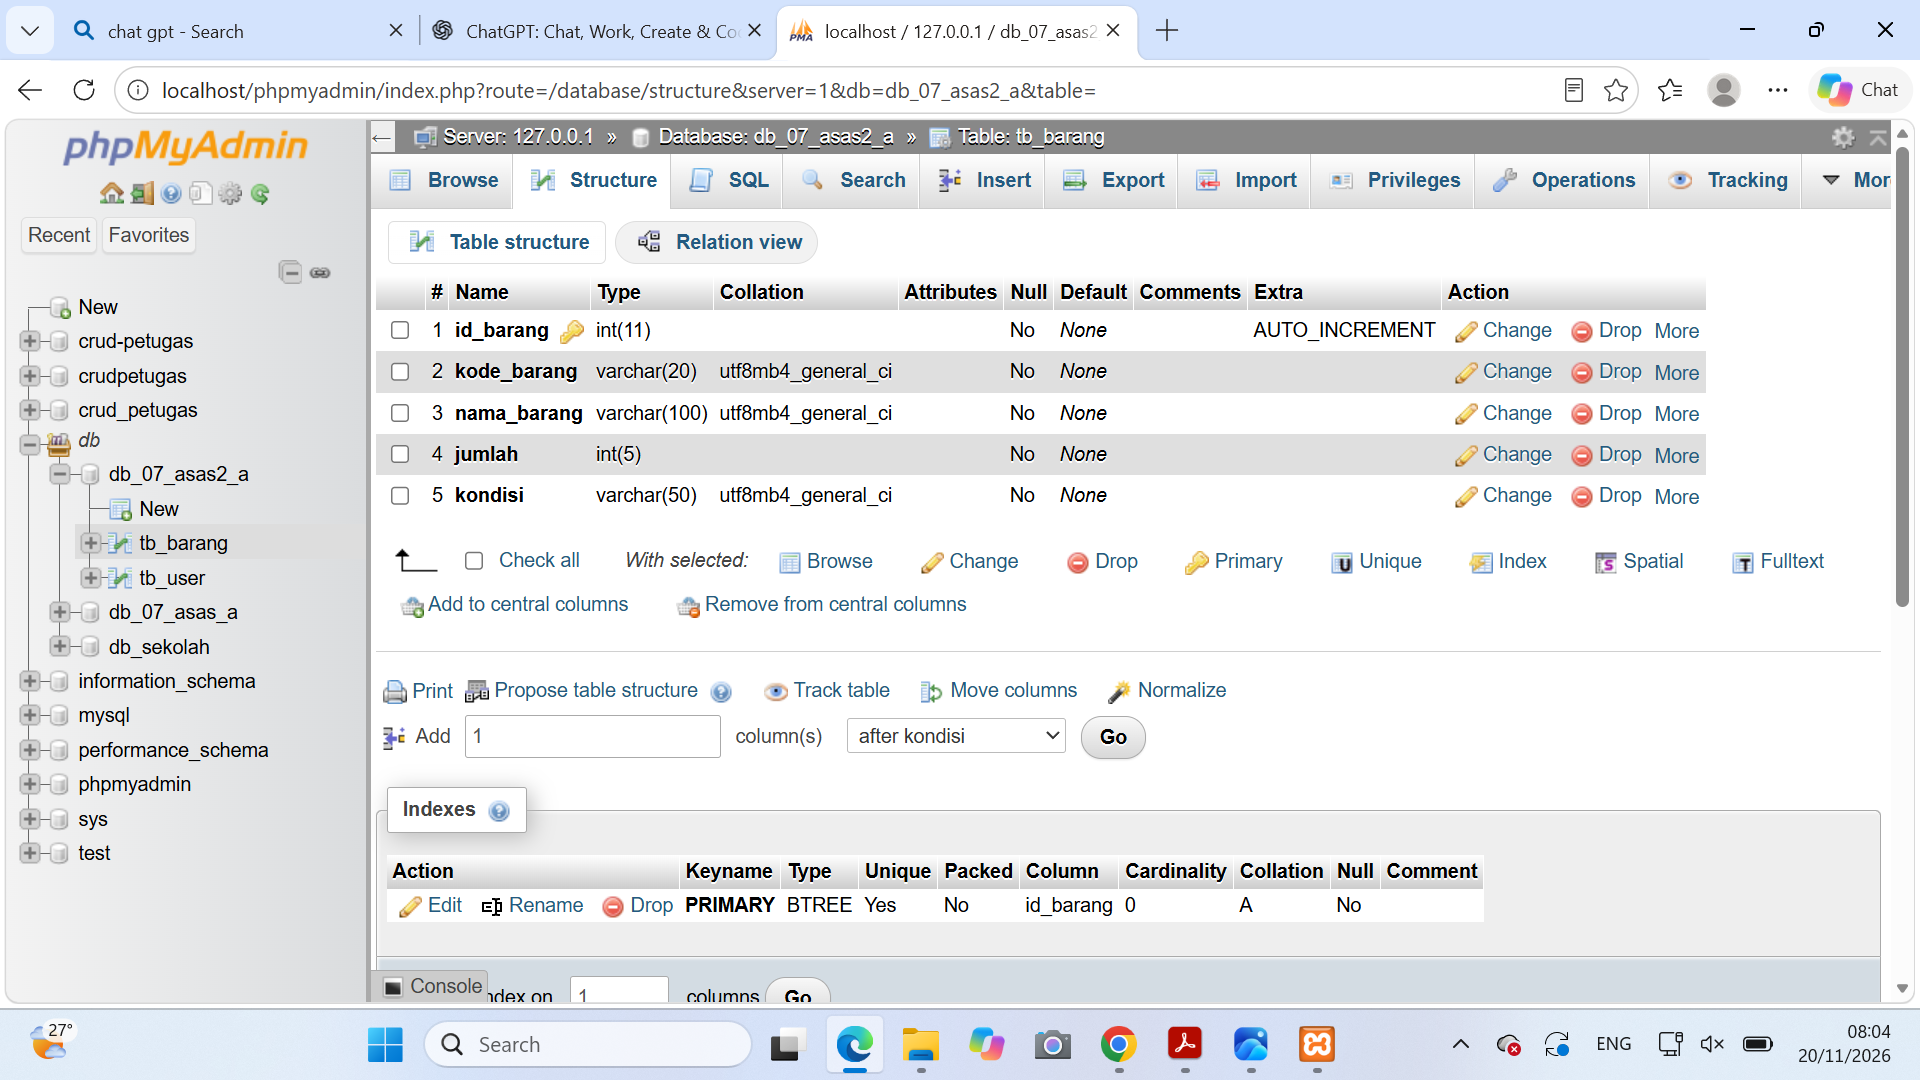 chat gpt - Search
ChatGPT: Chat, Work, Create & Co
localhost / 127.0.0.1 / db_07_asas2
localhost/phpmyadmin/index.php?route=/database/structure&server=1&db=db_07_asas2_a&table=
Chat
phpMyAdmin
Recent Favorites
New
crud-petugas
crudpetugas
crud_petugas
db
db_07_asas2_a
New
tb_barang
tb_user
db_07_asas_a
db_sekolah
information_schema
mysql
performance_schema
phpmyadmin
sys
test
Server: 127.0.0.1 » Database: db_07_asas2_a » Table: tb_barang
Browse Structure SQL Search Insert Export Import Privileges Operations Tracking Mor
Table structure Relation view
# Name Type Collation Attributes Null Default Comments Extra Action
1 id_barang int(11) No None AUTO_INCREMENT Change Drop More
2 kode_barang varchar(20) utf8mb4_general_ci No None Change Drop More
3 nama_barang varchar(100) utf8mb4_general_ci No None Change Drop More
4 jumlah int(5) No None Change Drop More
5 kondisi varchar(50) utf8mb4_general_ci No None Change Drop More
Check all With selected: Browse Change Drop Primary Unique Index Spatial Fulltext
Add to central columns Remove from central columns
Print Propose table structure Track table Move columns Normalize
Add 1 column(s) after kondisi Go
Indexes
Action Keyname Type Unique Packed Column Cardinality Collation Null Comment
Edit Rename Drop PRIMARY BTREE Yes No id_barang 0 A No
Console ndex on 1 columns Go
27°
Search
ENG
08:04
20/11/2026